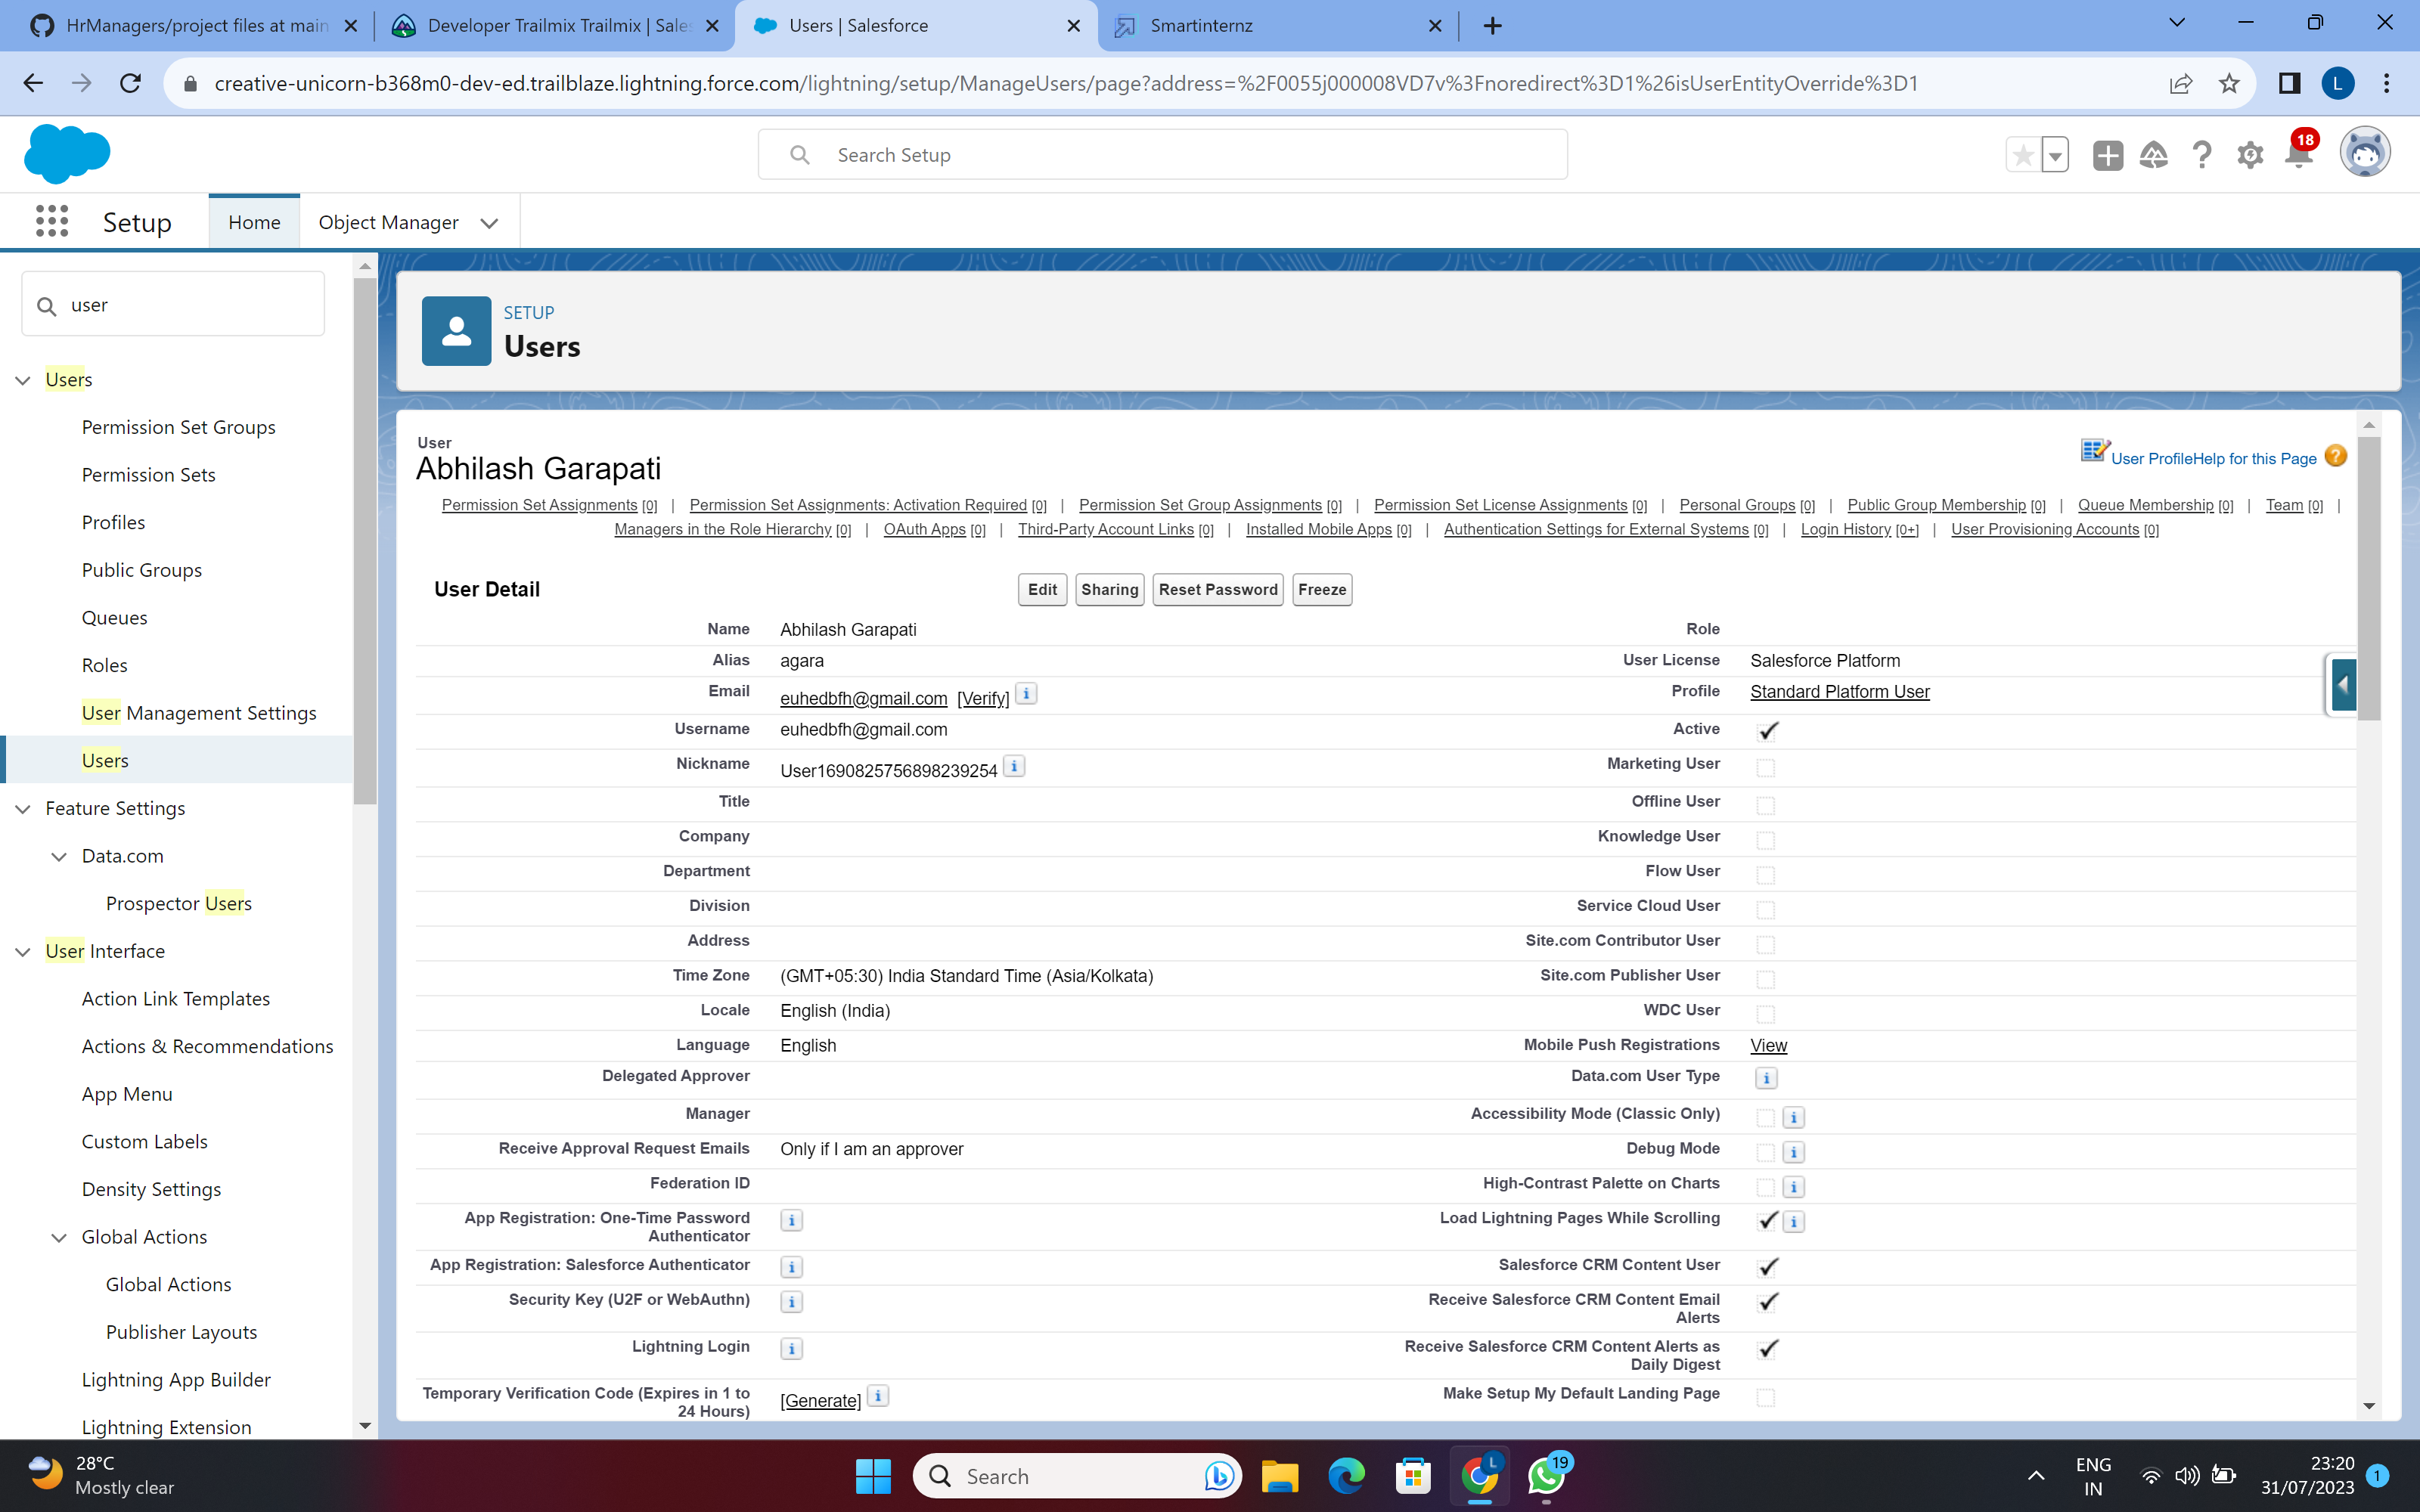 HrManagers/project files at main
Developer Trailmix Trailmix | Sales
Users | Salesforce
Smartinternz
creative-unicorn-b368m0-dev-ed.trailblaze.lightning.force.com/lightning/setup/ManageUsers/page?address=%2F0055j000008VD7v%3Fnoredirect%3D1%26isUserEntityOverride%3D1
L
Search Setup
18
Setup
Home
Object Manager
user
Users
Permission Set Groups
Permission Sets
Profiles
Public Groups
Queues
Roles
User Management Settings
Users
Feature Settings
Data.com
Prospector Users
User Interface
Action Link Templates
Actions & Recommendations
App Menu
Custom Labels
Density Settings
Global Actions
Global Actions
Publisher Layouts
Lightning App Builder
Lightning Extension
SETUP
Users
User
Abhilash Garapati
User ProfileHelp for this Page ?
Permission Set Assignments [0] | Permission Set Assignments: Activation Required [0] | Permission Set Group Assignments [0] | Permission Set License Assignments [0] | Personal Groups [0] | Public Group Membership [0] | Queue Membership [0] | Team [0] |
Managers in the Role Hierarchy [0] | OAuth Apps [0] | Third-Party Account Links [0] | Installed Mobile Apps [0] | Authentication Settings for External Systems [0] | Login History [0+] | User Provisioning Accounts [0]
User Detail
Edit Sharing Reset Password Freeze
Name Abhilash Garapati Role
Alias agara User License Salesforce Platform
Email euhedbfh@gmail.com [Verify] i Profile Standard Platform User
Username euhedbfh@gmail.com Active
Nickname User1690825756898239254 i Marketing User
Title Offline User
Company Knowledge User
Department Flow User
Division Service Cloud User
Address Site.com Contributor User
Time Zone (GMT+05:30) India Standard Time (Asia/Kolkata) Site.com Publisher User
Locale English (India) WDC User
Language English Mobile Push Registrations View
Delegated Approver Data.com User Type i
Manager Accessibility Mode (Classic Only) i
Receive Approval Request Emails Only if I am an approver Debug Mode i
Federation ID High-Contrast Palette on Charts i
App Registration: One-Time Password i Load Lightning Pages While Scrolling i
Authenticator
App Registration: Salesforce Authenticator i Salesforce CRM Content User
Security Key (U2F or WebAuthn) i Receive Salesforce CRM Content Email
Alerts
Lightning Login i Receive Salesforce CRM Content Alerts as
Daily Digest
Temporary Verification Code (Expires in 1 to [Generate] i Make Setup My Default Landing Page
24 Hours)
28°C
Mostly clear
Search
L
19
ENG
IN
23:20
31/07/2023
1